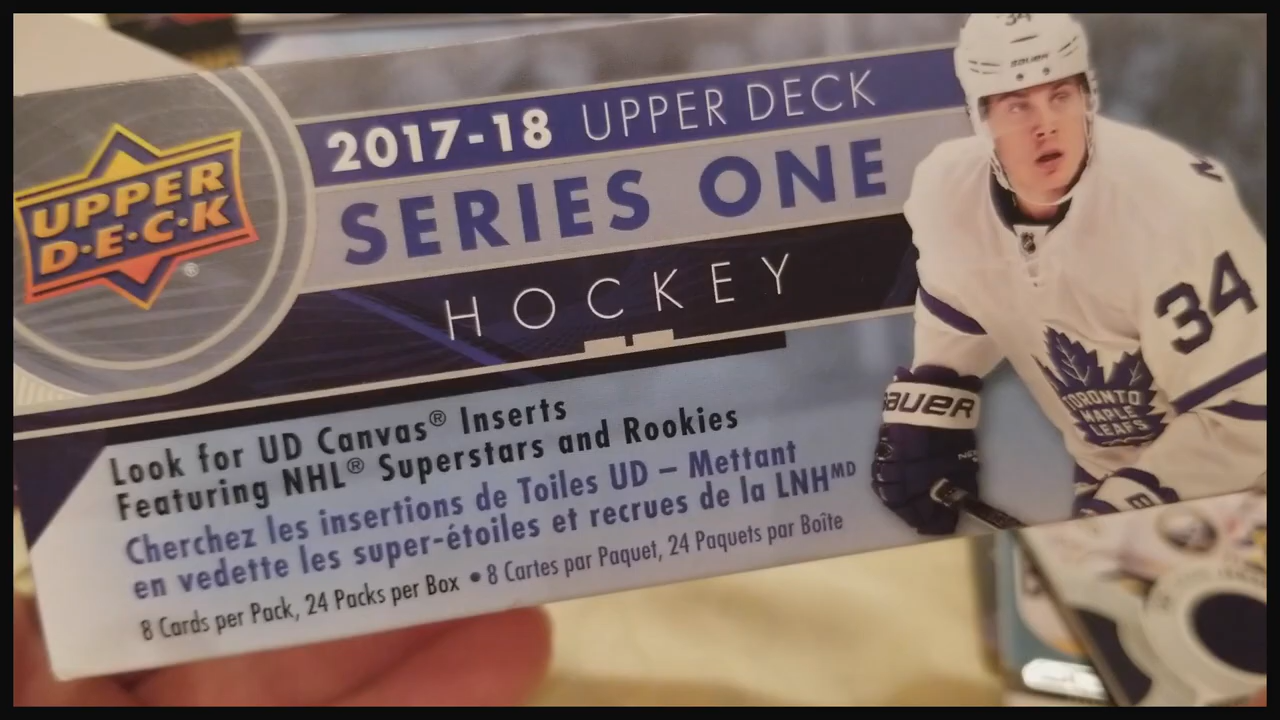 UPPER
D·E·C·K
®
2017-18 UPPER DECK
SERIES ONE
HOCKEY
Look for UD Canvas® Inserts
Featuring NHL® Superstars and Rookies
Cherchez les insertions de Toiles UD – Mettant
en vedette les super-étoiles et recrues de la LNHᴹᴰ
8 Cards per Pack, 24 Packs per Box • 8 Cartes par Paquet, 24 Paquets par Boîte
34
BAUER
34
TORONTO
MAPLE
LEAFS
BAUER